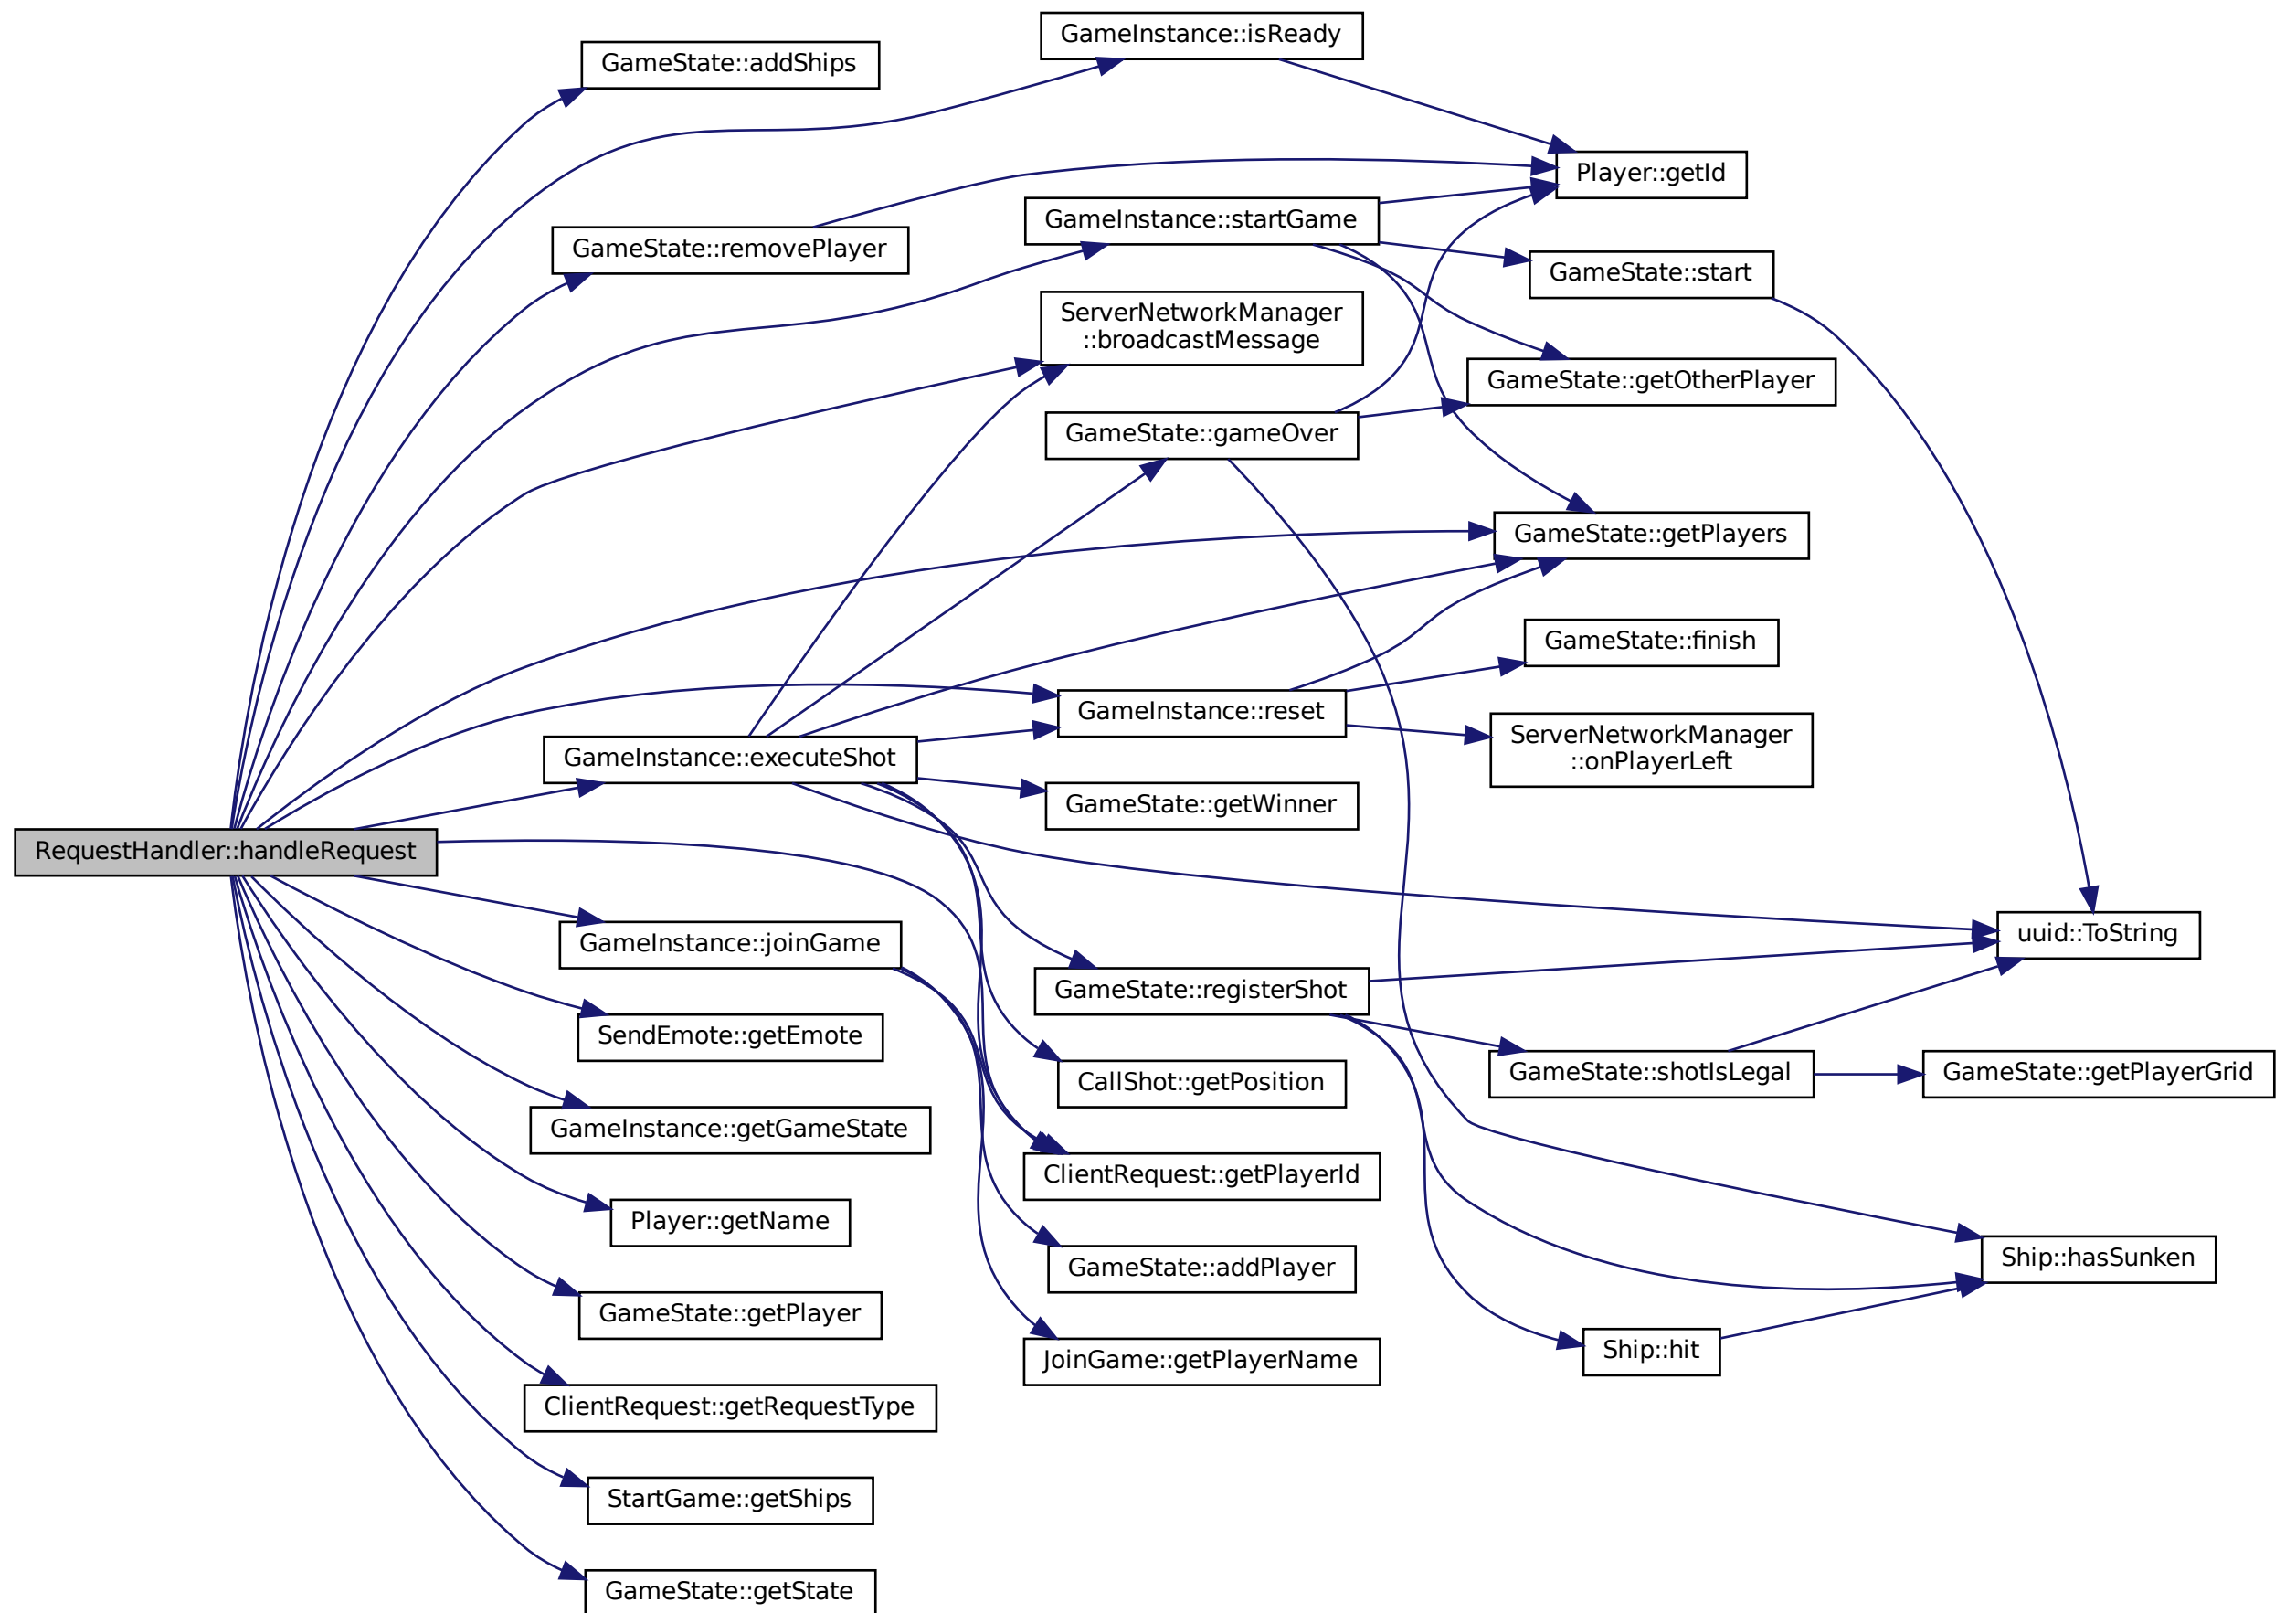 GameInstance::isReady
GameState::addShips
Player::getId
GameInstance::startGame
GameState::removePlayer
GameState::start
ServerNetworkManager
::broadcastMessage
GameState::getOtherPlayer
GameState::gameOver
GameState::getPlayers
GameState::finish
GameInstance::reset
ServerNetworkManager
::onPlayerLeft
GameInstance::executeShot
GameState::getWinner
RequestHandler::handleRequest
GameInstance::joinGame
uuid::ToString
GameState::registerShot
SendEmote::getEmote
GameState::shotIsLegal
GameState::getPlayerGrid
CallShot::getPosition
GameInstance::getGameState
ClientRequest::getPlayerId
Player::getName
Ship::hasSunken
GameState::addPlayer
GameState::getPlayer
Ship::hit
JoinGame::getPlayerName
ClientRequest::getRequestType
StartGame::getShips
GameState::getState